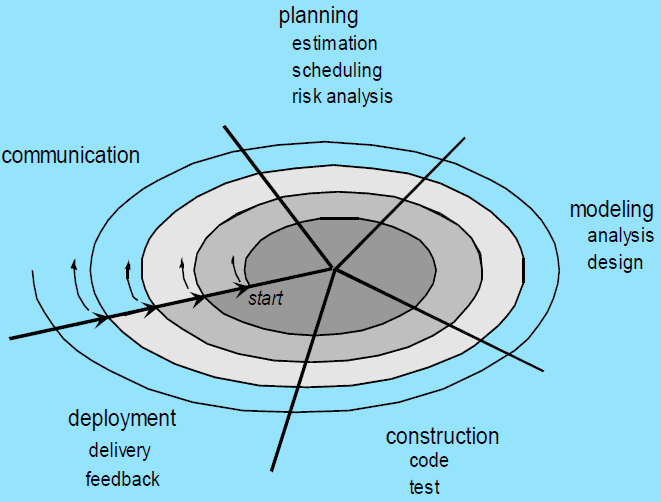 planning
estimation
scheduling
risk analysis
communication
modeling
analysis
design
start
deployment
delivery
feedback
construction
code
test